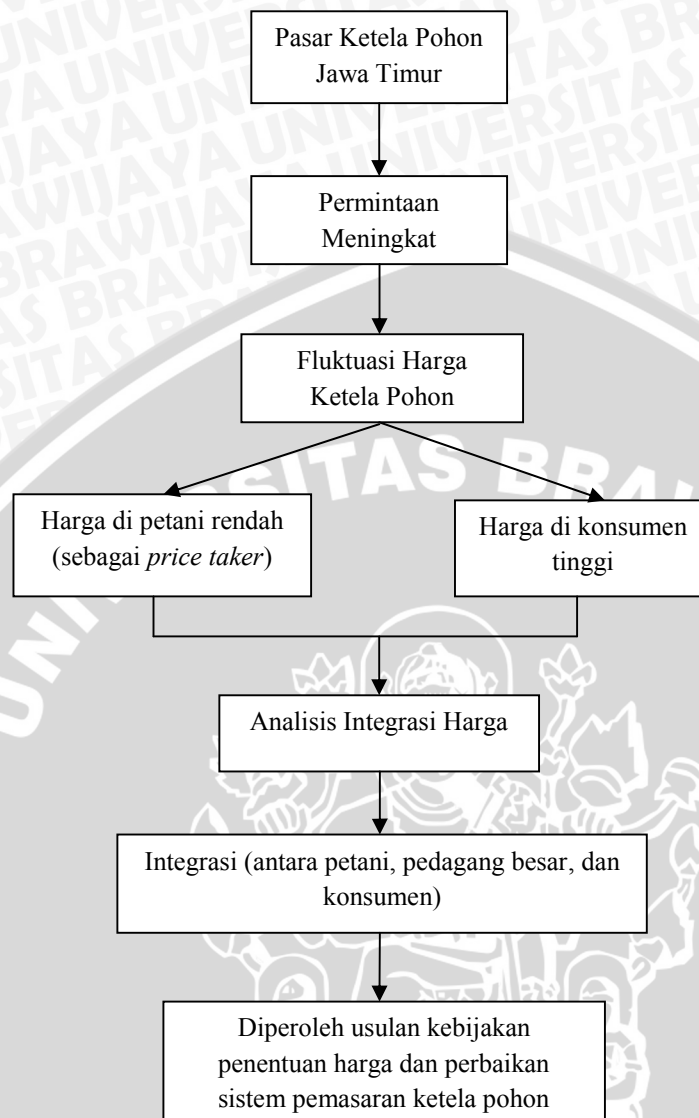 Pasar Ketela Pohon
Jawa Timur
Permintaan
Meningkat
Fluktuasi Harga
Ketela Pohon
Harga di petani rendah
(sebagai price taker)
Harga di konsumen
tinggi
Analisis Integrasi Harga
Integrasi (antara petani, pedagang besar, dan
konsumen)
Diperoleh usulan kebijakan
penentuan harga dan perbaikan
sistem pemasaran ketela pohon